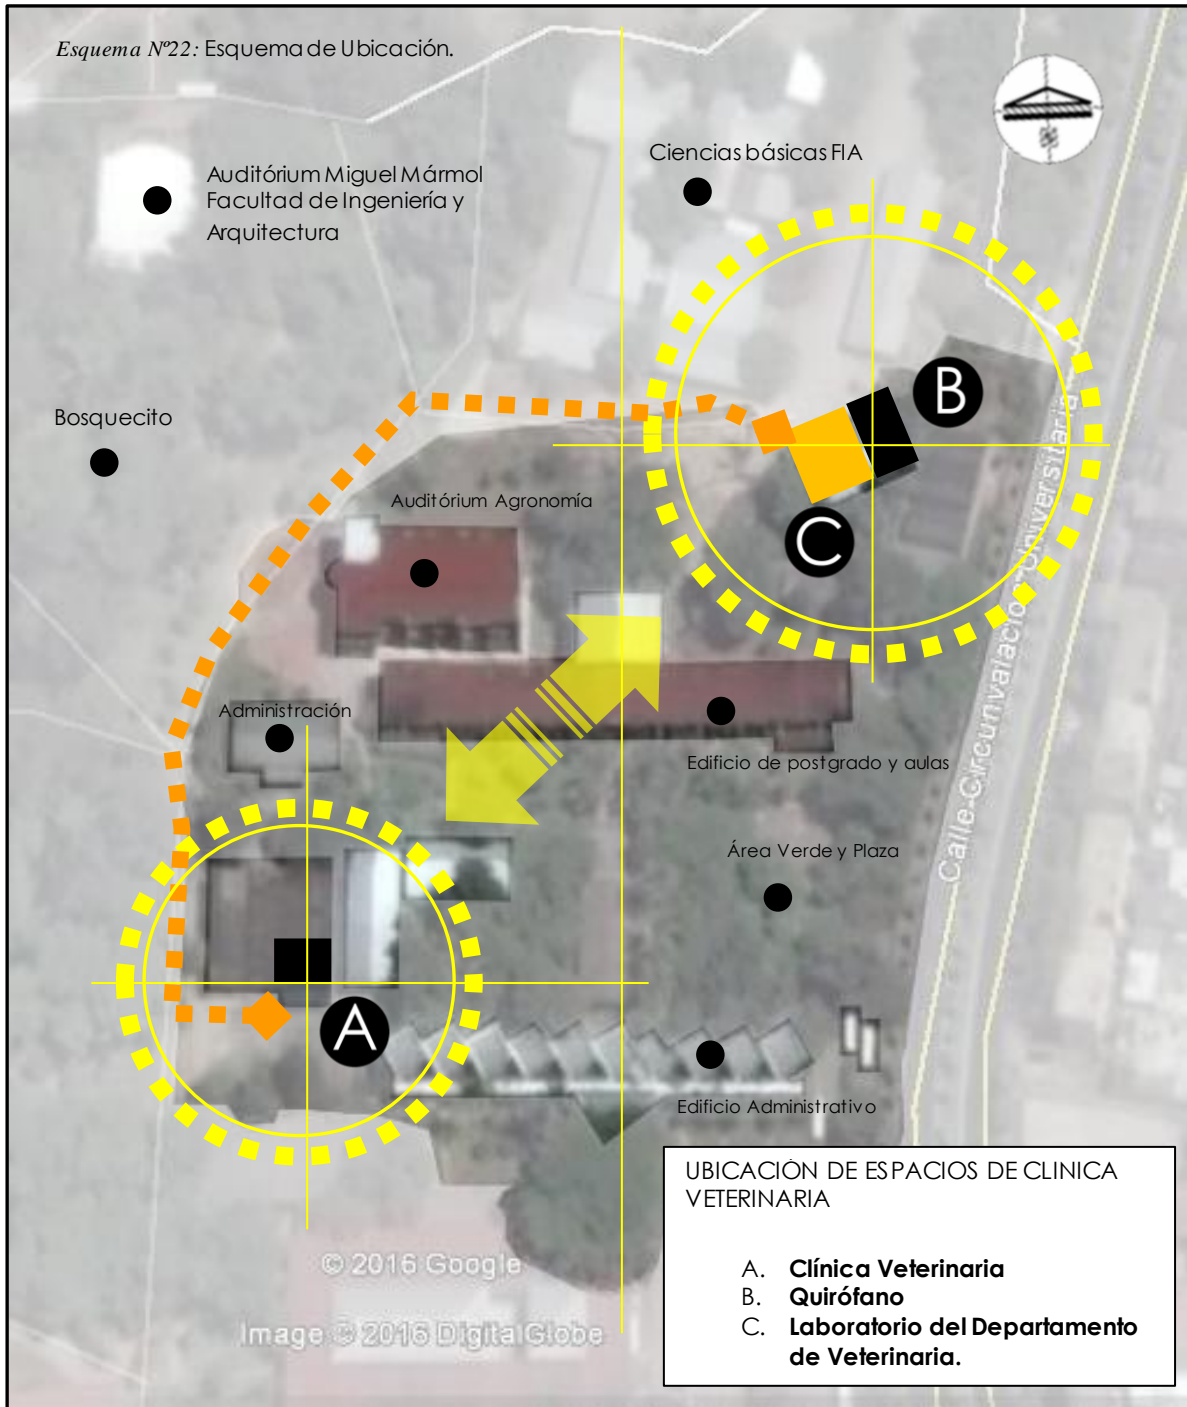 Esquema Nº22: Esquema de Ubicación.
Auditórium Miguel Mármol
Facultad de Ingeniería y
Arquitectura
Ciencias básicas FIA
Bosquecito
B
Auditórium Agronomía
C
Calle Circunvalación Universitaria
Administración
Edificio de postgrado y aulas
Área Verde y Plaza
A
Edificio Administrativo
UBICACIÓN DE ESPACIOS DE CLINICA
VETERINARIA
A. Clínica Veterinaria
B. Quirófano
C. Laboratorio del Departamento
de Veterinaria.
© 2016 Google
Image © 2016 DigitalGlobe